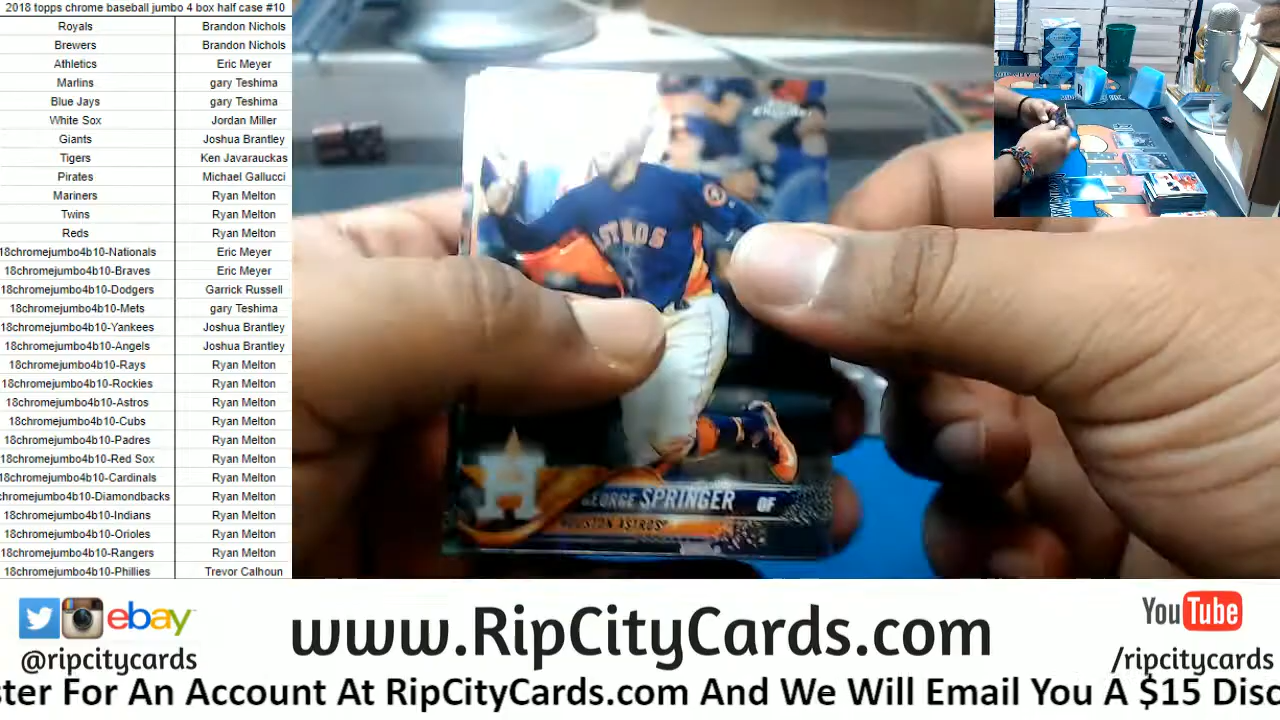 2018 topps chrome baseball jumbo 4 box half case #10
Royals Brandon Nichols
Brewers Brandon Nichols
Athletics Eric Meyer
Marlins gary Teshima
Blue Jays gary Teshima
White Sox Jordan Miller
Giants Joshua Brantley
Tigers Ken Javarauckas
Pirates Michael Gallucci
Mariners Ryan Melton
Twins Ryan Melton
Reds Ryan Melton
18chromejumbo4b10-Nationals Eric Meyer
18chromejumbo4b10-Braves Eric Meyer
18chromejumbo4b10-Dodgers Garrick Russell
18chromejumbo4b10-Mets gary Teshima
18chromejumbo4b10-Yankees Joshua Brantley
18chromejumbo4b10-Angels Joshua Brantley
18chromejumbo4b10-Rays Ryan Melton
18chromejumbo4b10-Rockies Ryan Melton
18chromejumbo4b10-Astros Ryan Melton
18chromejumbo4b10-Cubs Ryan Melton
18chromejumbo4b10-Padres Ryan Melton
18chromejumbo4b10-Red Sox Ryan Melton
18chromejumbo4b10-Cardinals Ryan Melton
chromejumbo4b10-Diamondbacks Ryan Melton
18chromejumbo4b10-Indians Ryan Melton
18chromejumbo4b10-Orioles Ryan Melton
18chromejumbo4b10-Rangers Ryan Melton
18chromejumbo4b10-Phillies Trevor Calhoun
ASTROS
GEORGE SPRINGER OF
HOUSTON ASTROS
ebay
@ripcitycards
www.RipCityCards.com
YouTube
/ripcitycards
ster For An Account At RipCityCards.com And We Will Email You A $15 Disc